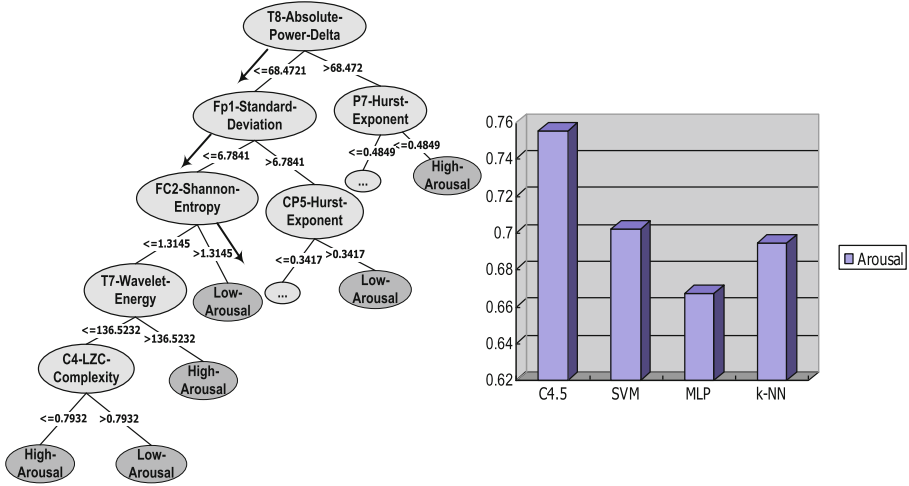 T8-Absolute-
Power-Delta
<=68.4721
>68.472
Fp1-Standard-
Deviation
P7-Hurst-
Exponent
<=6.7841
>6.7841
<=0.4849
<=0.4849
...
High-
Arousal
FC2-Shannon-
Entropy
CP5-Hurst-
Exponent
<=1.3145
>1.3145
<=0.3417
>0.3417
T7-Wavelet-
Energy
Low-
Arousal
...
Low-
Arousal
<=136.5232
>136.5232
C4-LZC-
Complexity
High-
Arousal
<=0.7932
>0.7932
High-
Arousal
Low-
Arousal
0.76
0.74
0.72
0.7
0.68
0.66
0.64
0.62
C4.5
SVM
MLP
k-NN
Arousal